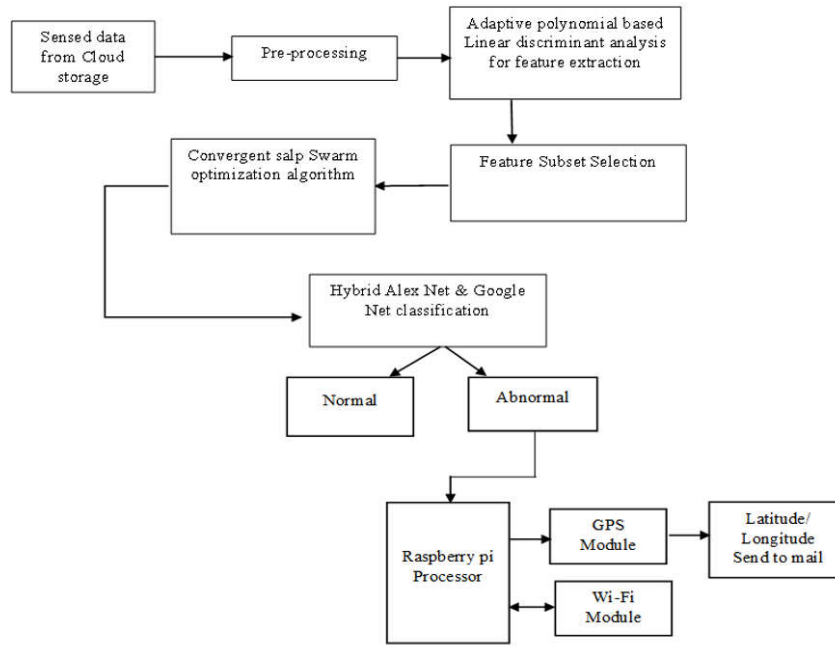 Sensed data
from Cloud
storage
Pre-processing
Adaptive polynomial based
Linear discriminant analysis
for feature extraction
Convergent salp Swarm
optimization algorithm
Feature Subset Selection
Hybrid Alex Net & Google
Net classification
Normal
Abnormal
Raspberry pi
Processor
GPS
Module
Latitude/
Longitude
Send to mail
Wi-Fi
Module